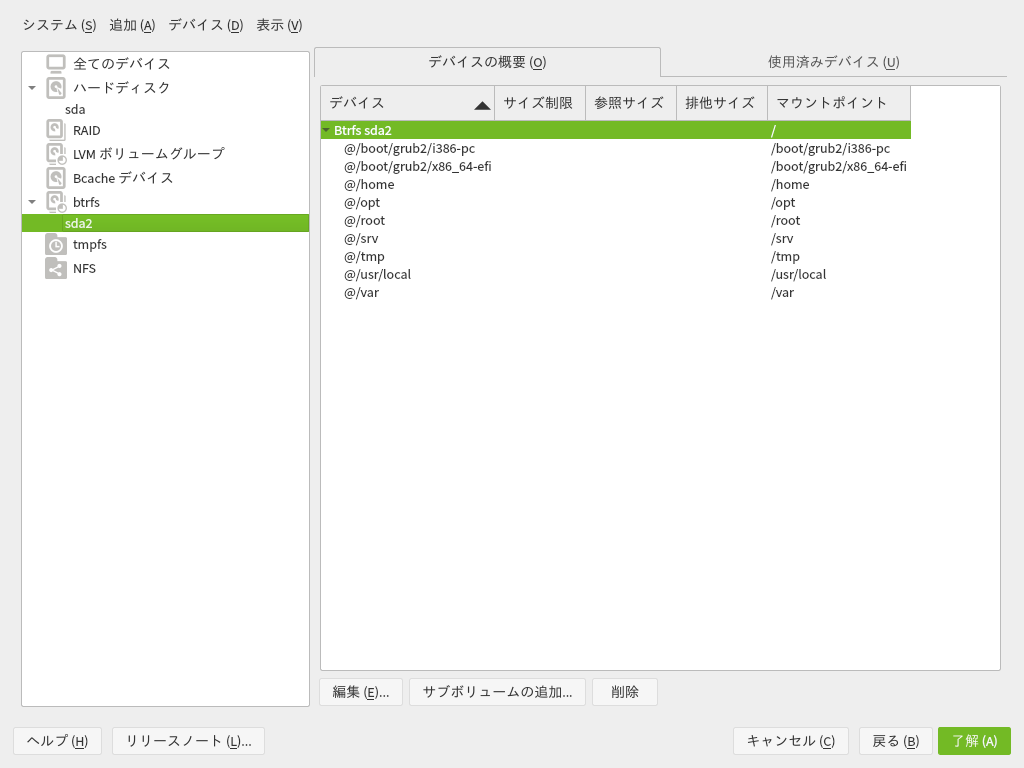 システム (S) 追加 (A) デバイス (D) 表示 (V)
全てのデバイス
ハードディスク
sda
RAID
LVM ボリュームグループ
Bcache デバイス
btrfs
sda2
tmpfs
NFS
デバイスの概要 (O) 使用済みデバイス (U)
デバイス サイズ制限 参照サイズ 排他サイズ マウントポイント
Btrfs sda2 /
@/boot/grub2/i386-pc /boot/grub2/i386-pc
@/boot/grub2/x86_64-efi /boot/grub2/x86_64-efi
@/home /home
@/opt /opt
@/root /root
@/srv /srv
@/tmp /tmp
@/usr/local /usr/local
@/var /var
編集 (E)... サブボリュームの追加... 削除
ヘルプ (H) リリースノート (L)... キャンセル (C) 戻る (B) 了解 (A)